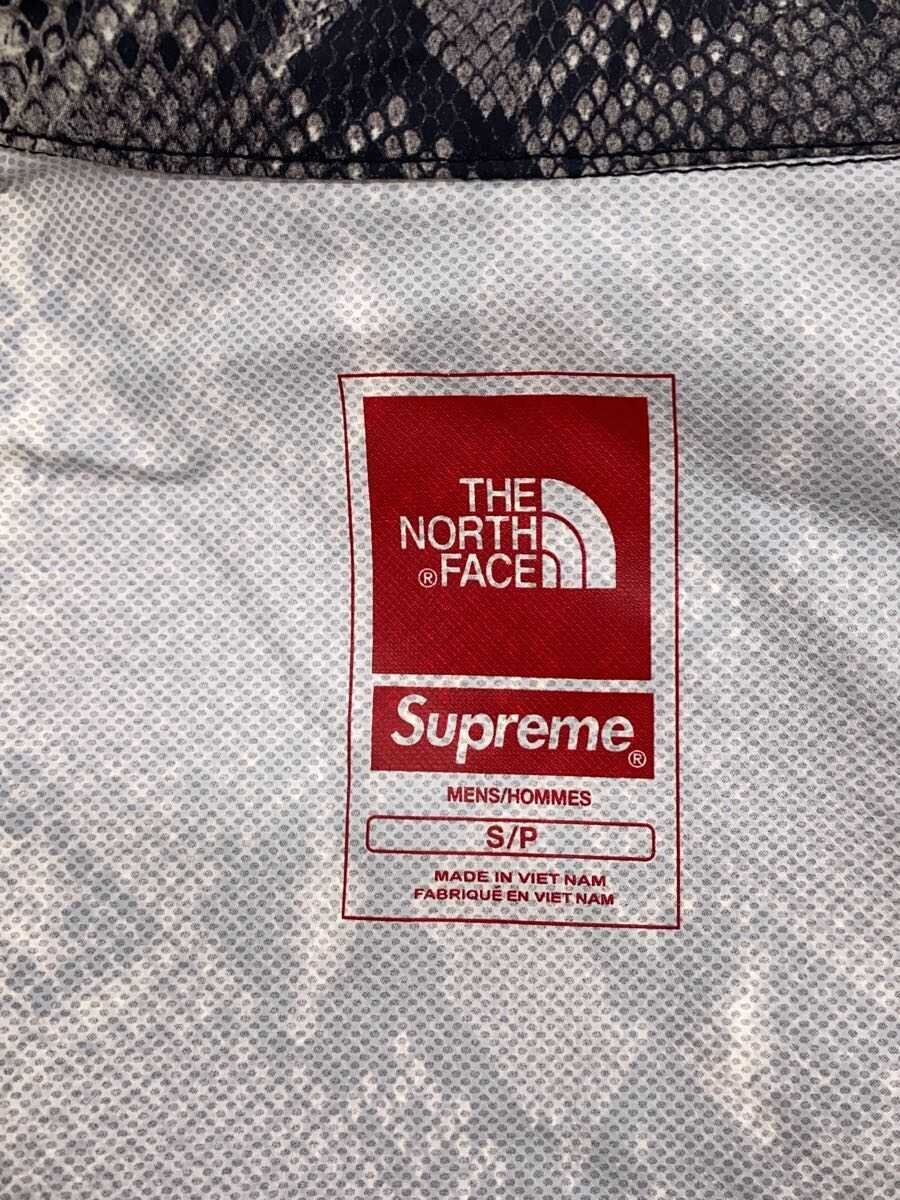 THE
NORTH
® FACE
Supreme®
MENS/HOMMES
S/P
MADE IN VIET NAM
FABRIQUÉ EN VIET NAM